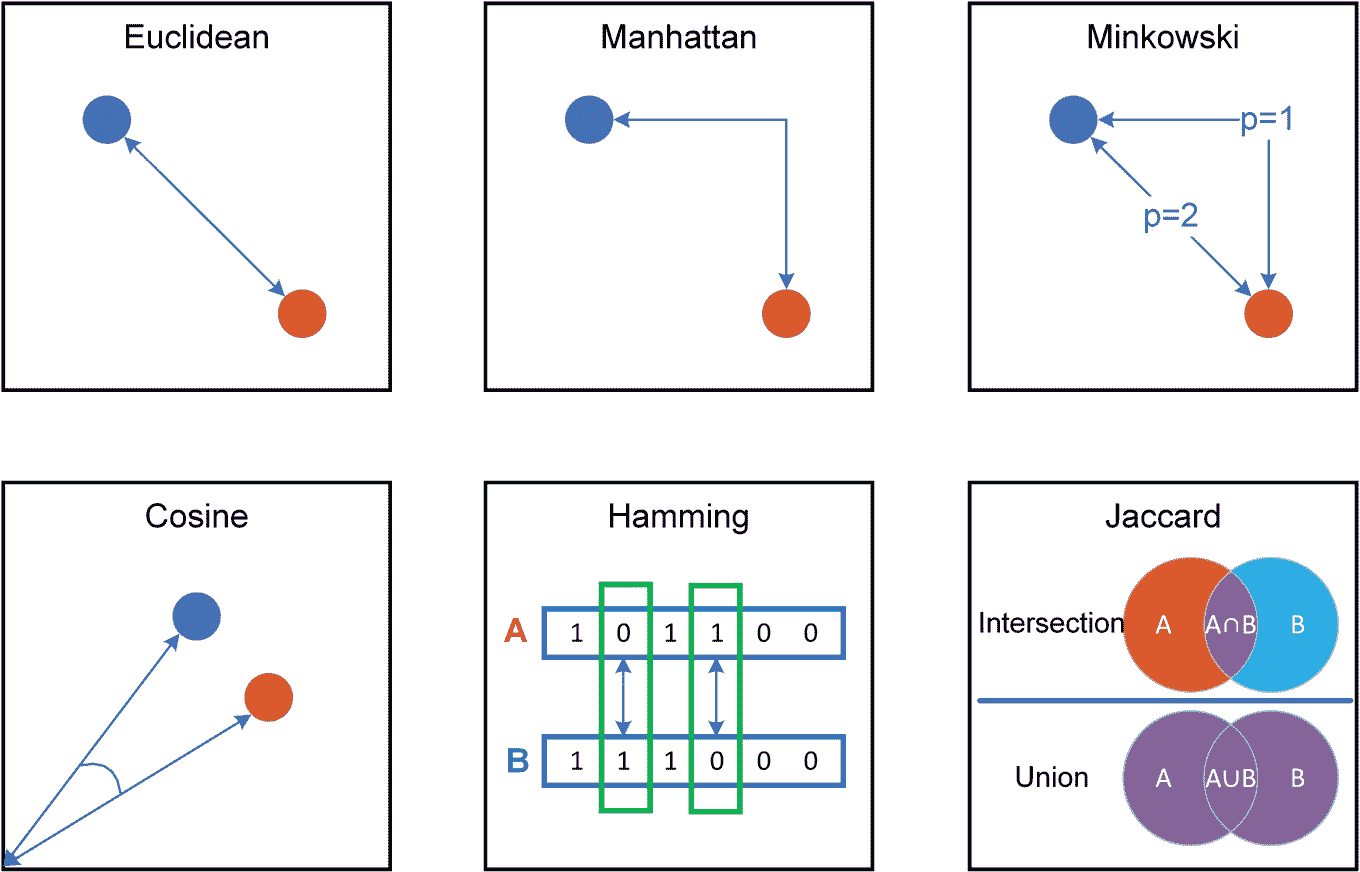 Euclidean
Manhattan
Minkowski
p=1
p=2
Cosine
Hamming
A 1 0 1 1 0 0
B 1 1 1 0 0 0
Jaccard
Intersection A A∩B B
Union A A∪B B